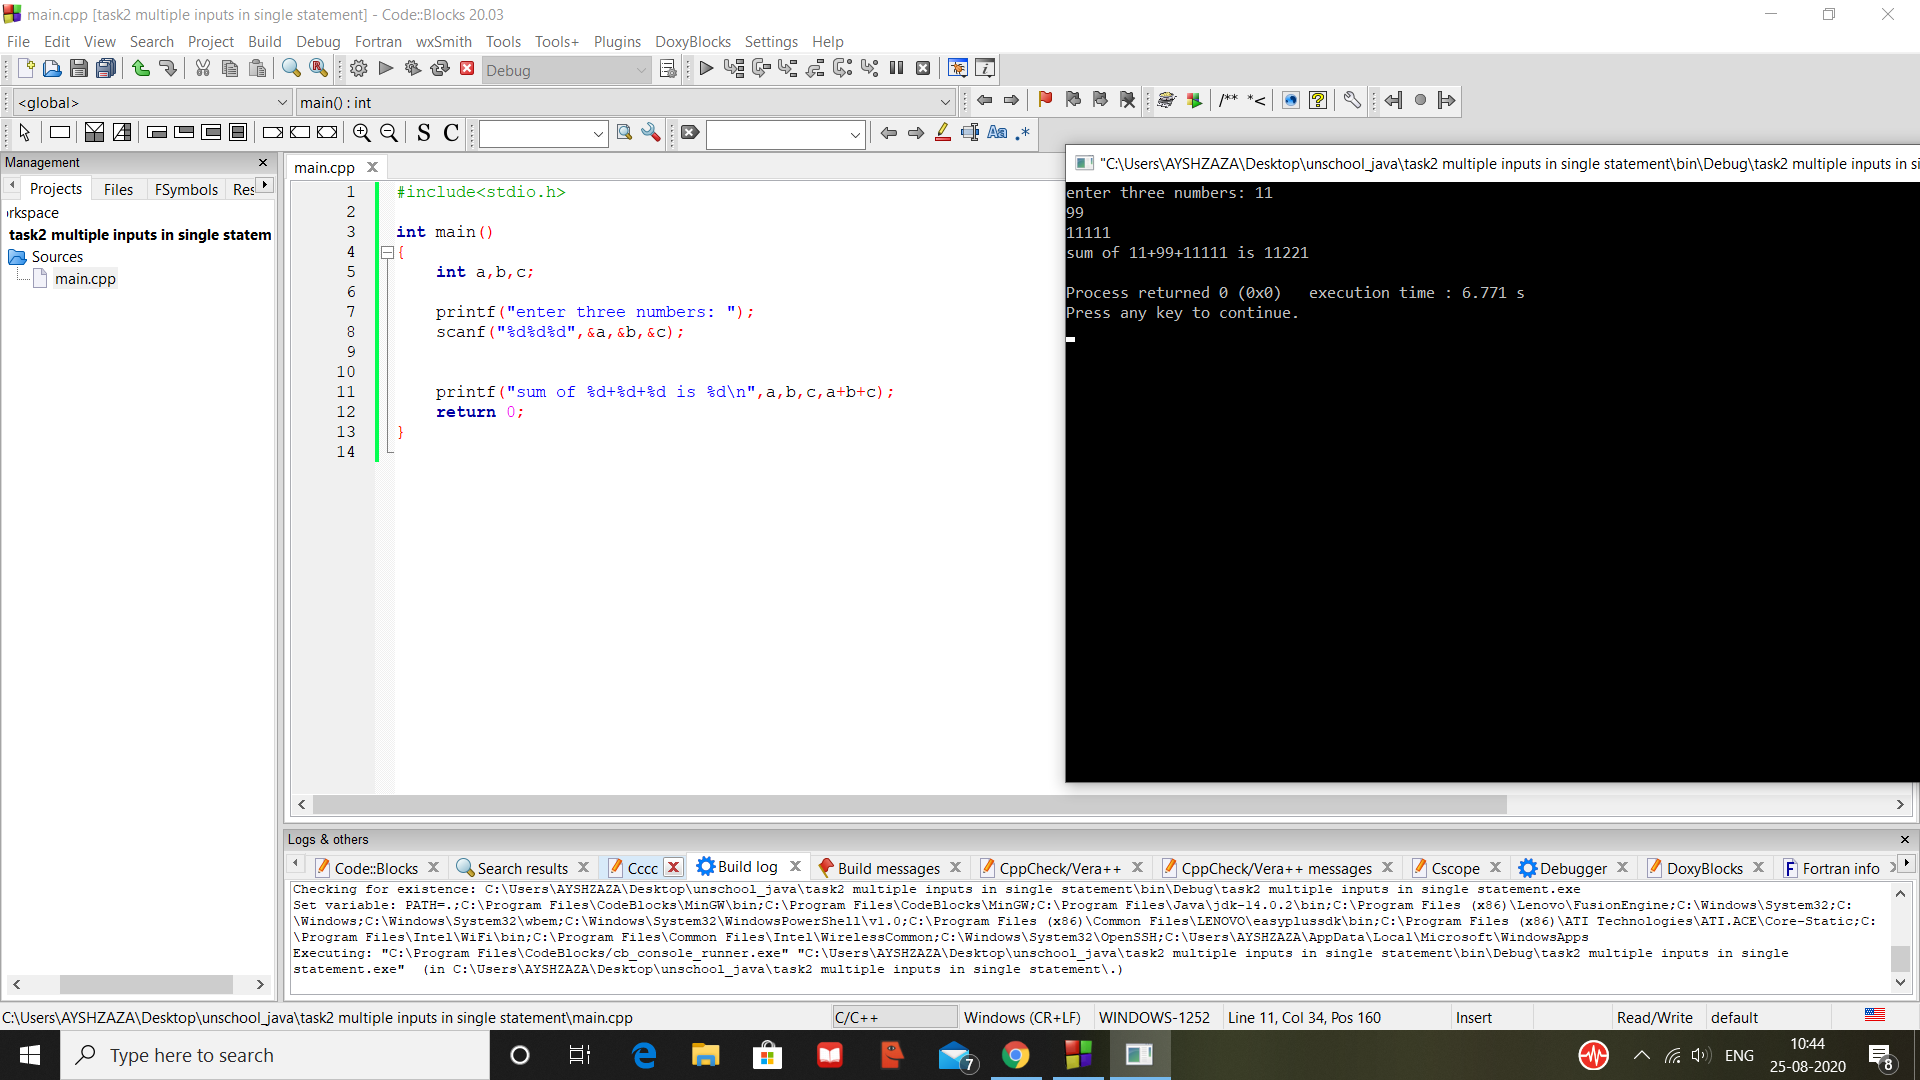 main.cpp [task2 multiple inputs in single statement] - Code::Blocks 20.03
File Edit View Search Project Build Debug Fortran wxSmith Tools Tools+ Plugins DoxyBlocks Settings Help
Debug
<global> main() : int
/** *<
S C Aa .*
Management
Projects Files FSymbols Res
rkspace
task2 multiple inputs in single statem
Sources
main.cpp
main.cpp
1 #include<stdio.h>
2
3 int main()
4 {
5 int a,b,c;
6
7 printf("enter three numbers: ");
8 scanf("%d%d%d",&a,&b,&c);
9
10
11 printf("sum of %d+%d+%d is %d\n",a,b,c,a+b+c);
12 return 0;
13 }
14
"C:\Users\AYSHZAZA\Desktop\unschool_java\task2 multiple inputs in single statement\bin\Debug\task2 multiple inputs in si
enter three numbers: 11
99
11111
sum of 11+99+11111 is 11221

Process returned 0 (0x0)   execution time : 6.771 s
Press any key to continue.
Logs & others
Code::Blocks Search results Cccc Build log Build messages CppCheck/Vera++ CppCheck/Vera++ messages Cscope Debugger DoxyBlocks Fortran info
Checking for existence: C:\Users\AYSHZAZA\Desktop\unschool_java\task2 multiple inputs in single statement\bin\Debug\task2 multiple inputs in single statement.exe
Set variable: PATH=.;C:\Program Files\CodeBlocks\MinGW\bin;C:\Program Files\CodeBlocks\MinGW;C:\Program Files\Java\jdk-14.0.2\bin;C:\Program Files (x86)\Lenovo\FusionEngine;C:\Windows\System32;C:
\Windows;C:\Windows\System32\wbem;C:\Windows\System32\WindowsPowerShell\v1.0;C:\Program Files (x86)\Common Files\LENOVO\easyplussdk\bin;C:\Program Files (x86)\ATI Technologies\ATI.ACE\Core-Static;C:
\Program Files\Intel\WiFi\bin;C:\Program Files\Common Files\Intel\WirelessCommon;C:\Windows\System32\OpenSSH;C:\Users\AYSHZAZA\AppData\Local\Microsoft\WindowsApps
Executing: "C:\Program Files\CodeBlocks/cb_console_runner.exe" "C:\Users\AYSHZAZA\Desktop\unschool_java\task2 multiple inputs in single statement\bin\Debug\task2 multiple inputs in single
statement.exe"  (in C:\Users\AYSHZAZA\Desktop\unschool_java\task2 multiple inputs in single statement\.)
C:\Users\AYSHZAZA\Desktop\unschool_java\task2 multiple inputs in single statement\main.cpp C/C++ Windows (CR+LF) WINDOWS-1252 Line 11, Col 34, Pos 160 Insert Read/Write default
Type here to search 7 ENG 10:44 25-08-2020 8